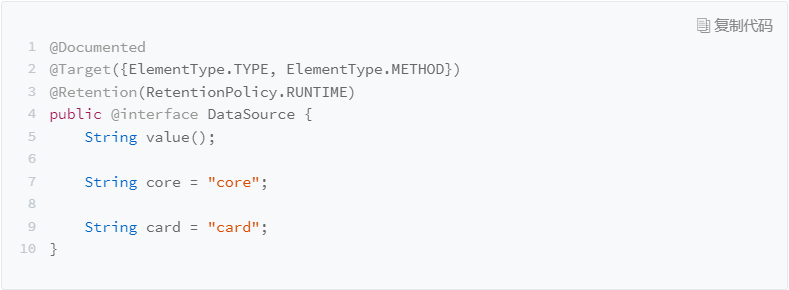 复制代码
1 @Documented
2 @Target({ElementType.TYPE, ElementType.METHOD})
3 @Retention(RetentionPolicy.RUNTIME)
4 public @interface DataSource {
5     String value();
6
7     String core = "core";
8
9     String card = "card";
10 }